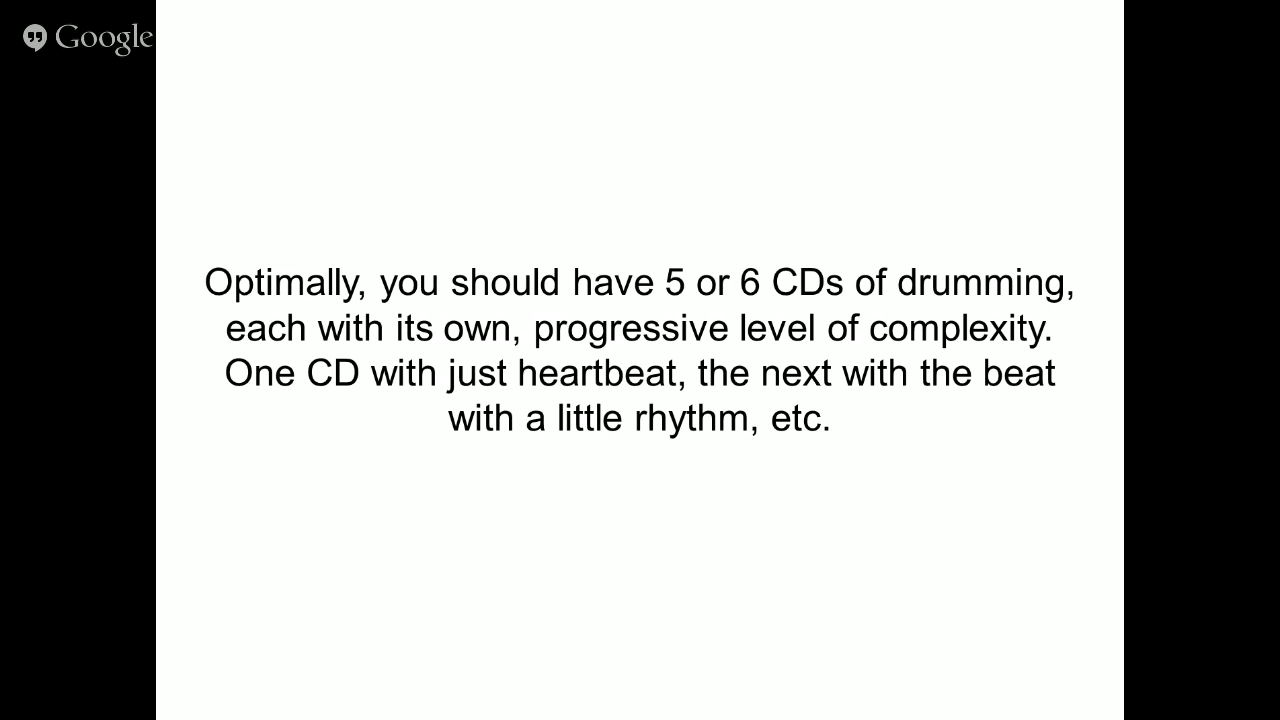 Google
Optimally, you should have 5 or 6 CDs of drumming,
each with its own, progressive level of complexity.
One CD with just heartbeat, the next with the beat
with a little rhythm, etc.